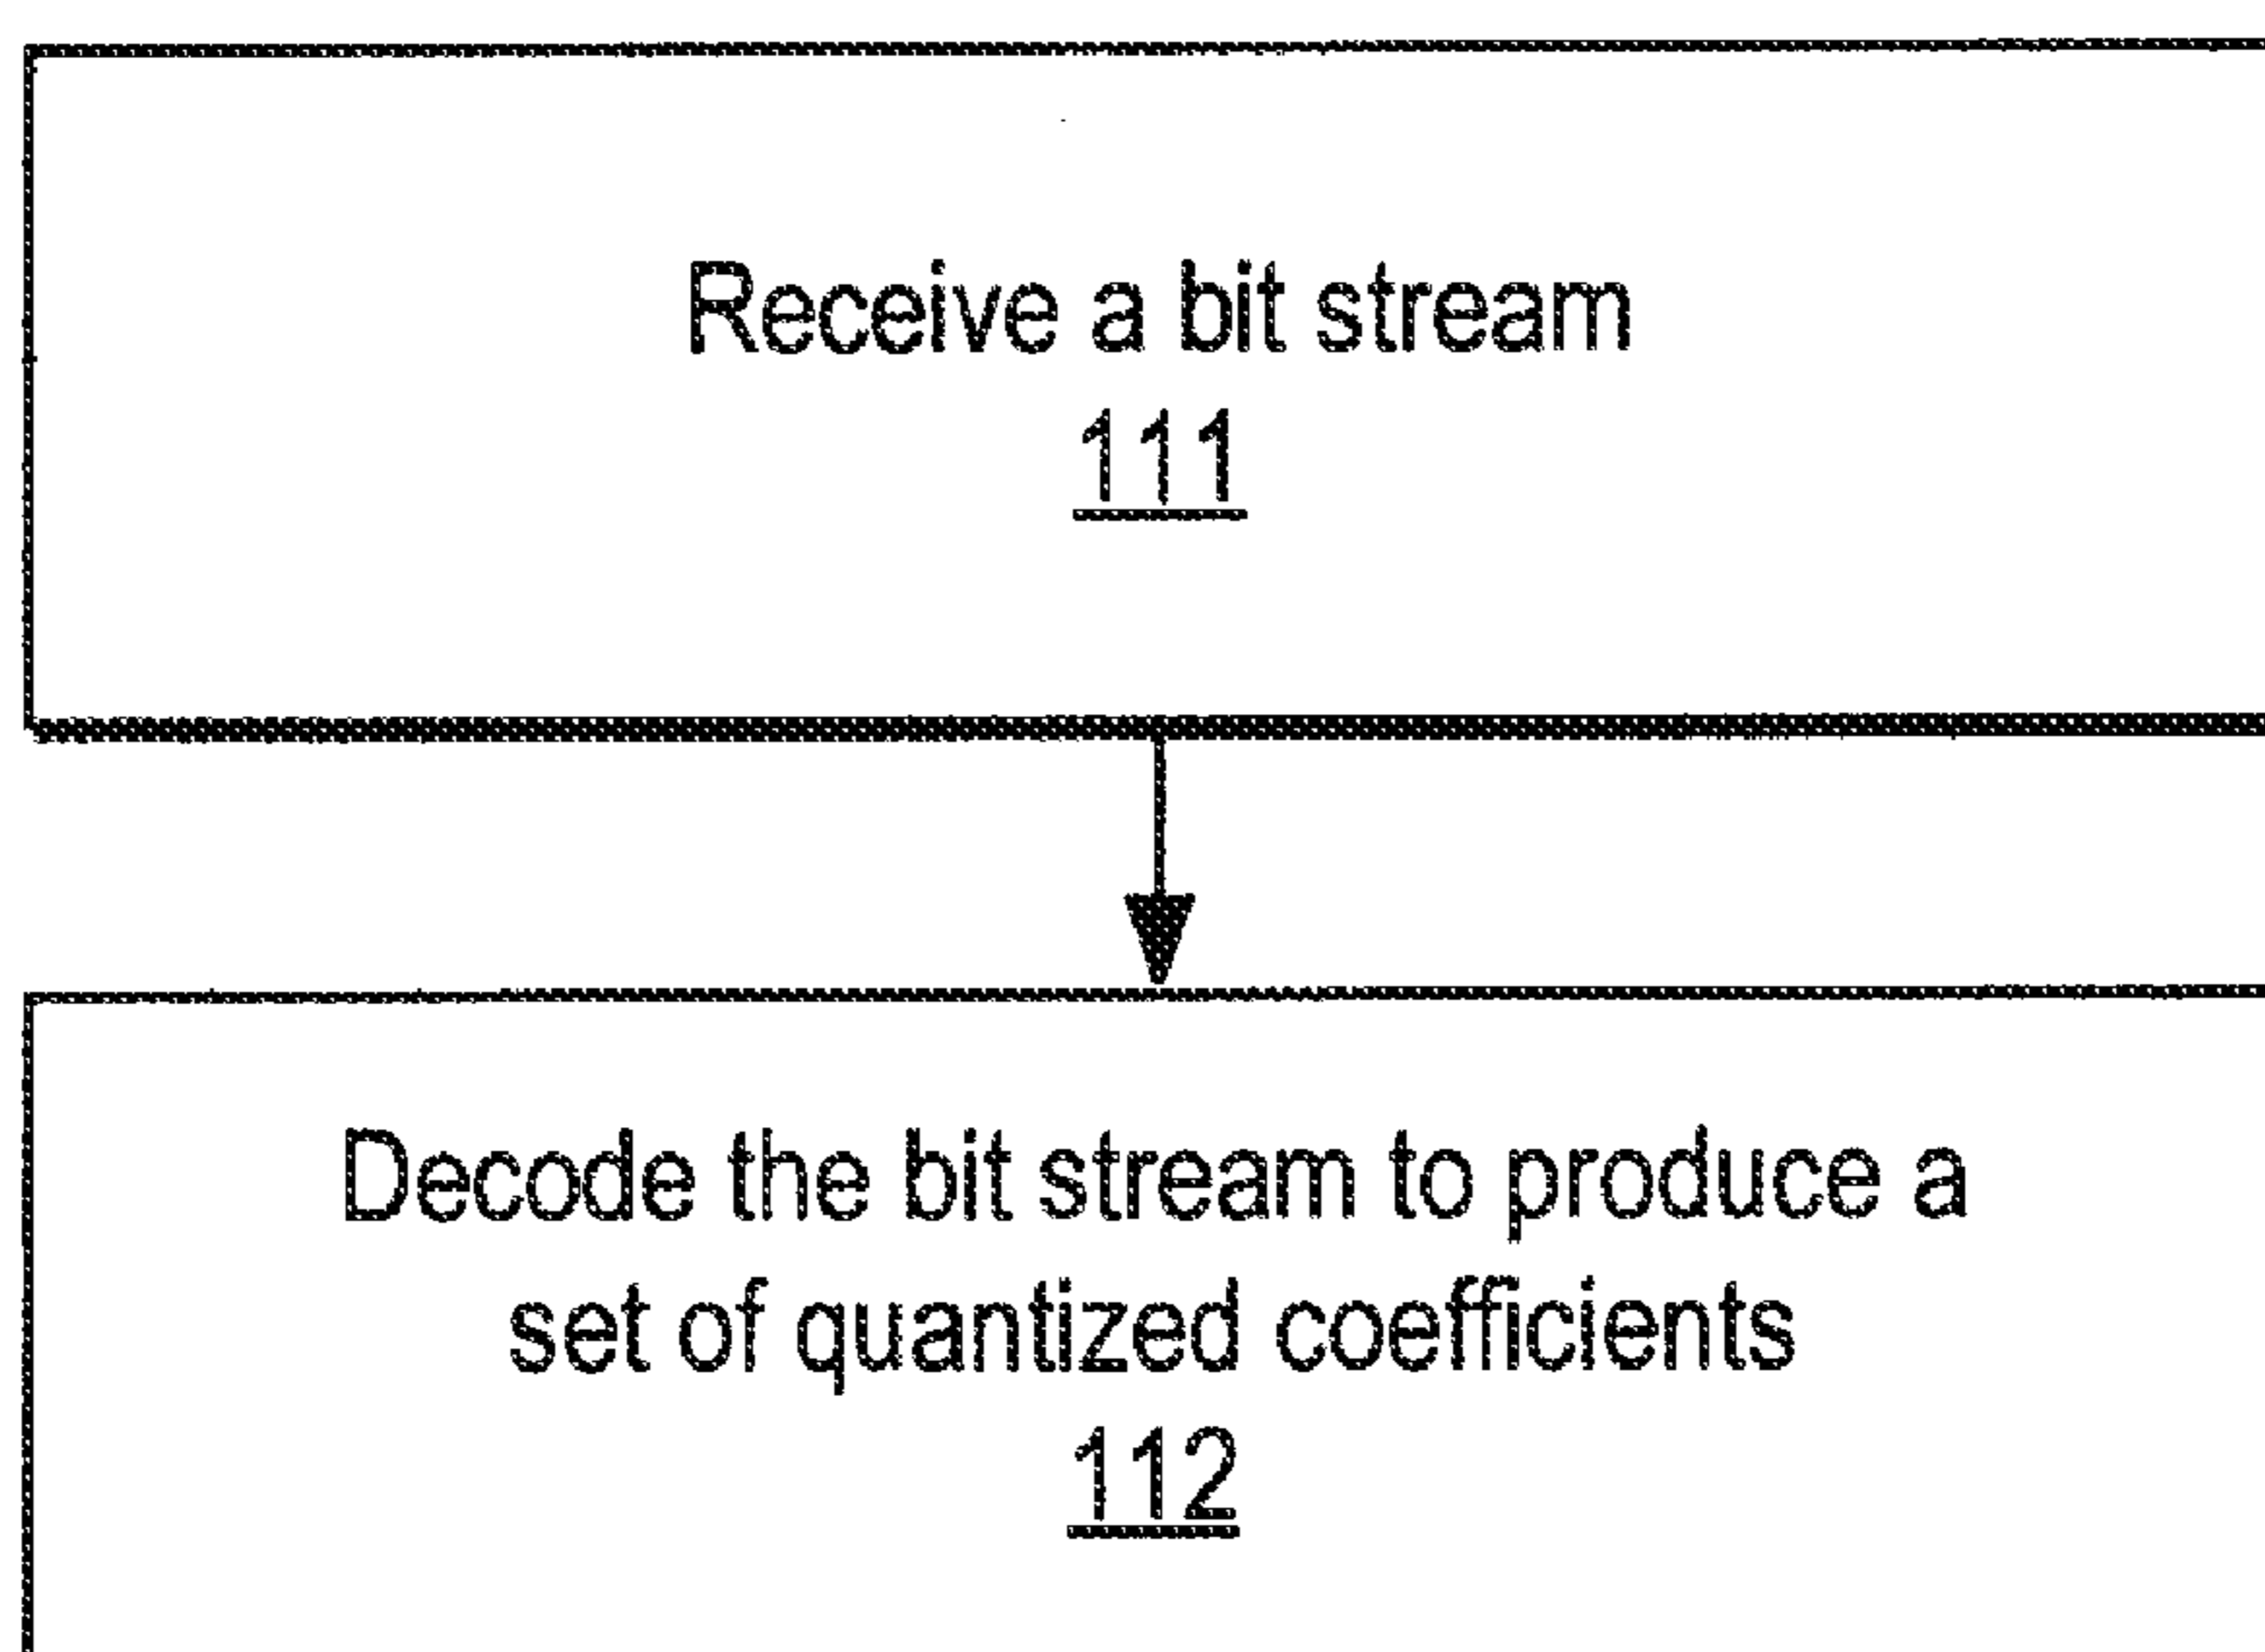 Receive a bit stream
111
Decode the bit stream to produce a
set of quantized coefficients
112